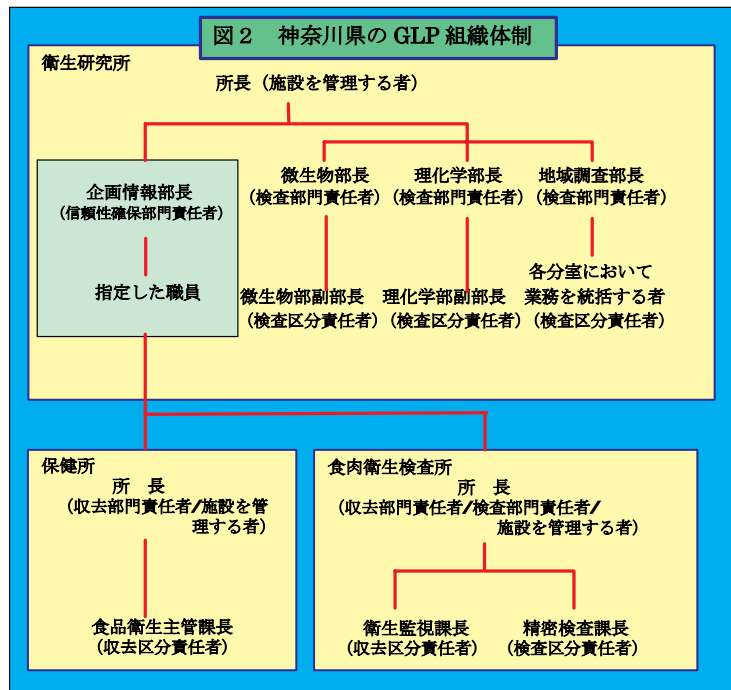 図２ 神奈川県の GLP 組織体制
衛生研究所
所長（施設を管理する者）
企画情報部長
（信頼性確保部門責任者）
指定した職員
微生物部長
（検査部門責任者）
理化学部長
（検査部門責任者）
地域調査部長
（検査部門責任者）
微生物部副部長
（検査区分責任者）
理化学部副部長
（検査区分責任者）
各分室において
業務を統括する者
（検査区分責任者）
保健所
所 長
（収去部門責任者/施設を管
理する者）
食品衛生主管課長
（収去区分責任者）
食肉衛生検査所
所 長
（収去部門責任者/検査部門責任者/
施設を管理する者）
衛生監視課長
（収去区分責任者）
精密検査課長
（検査区分責任者）